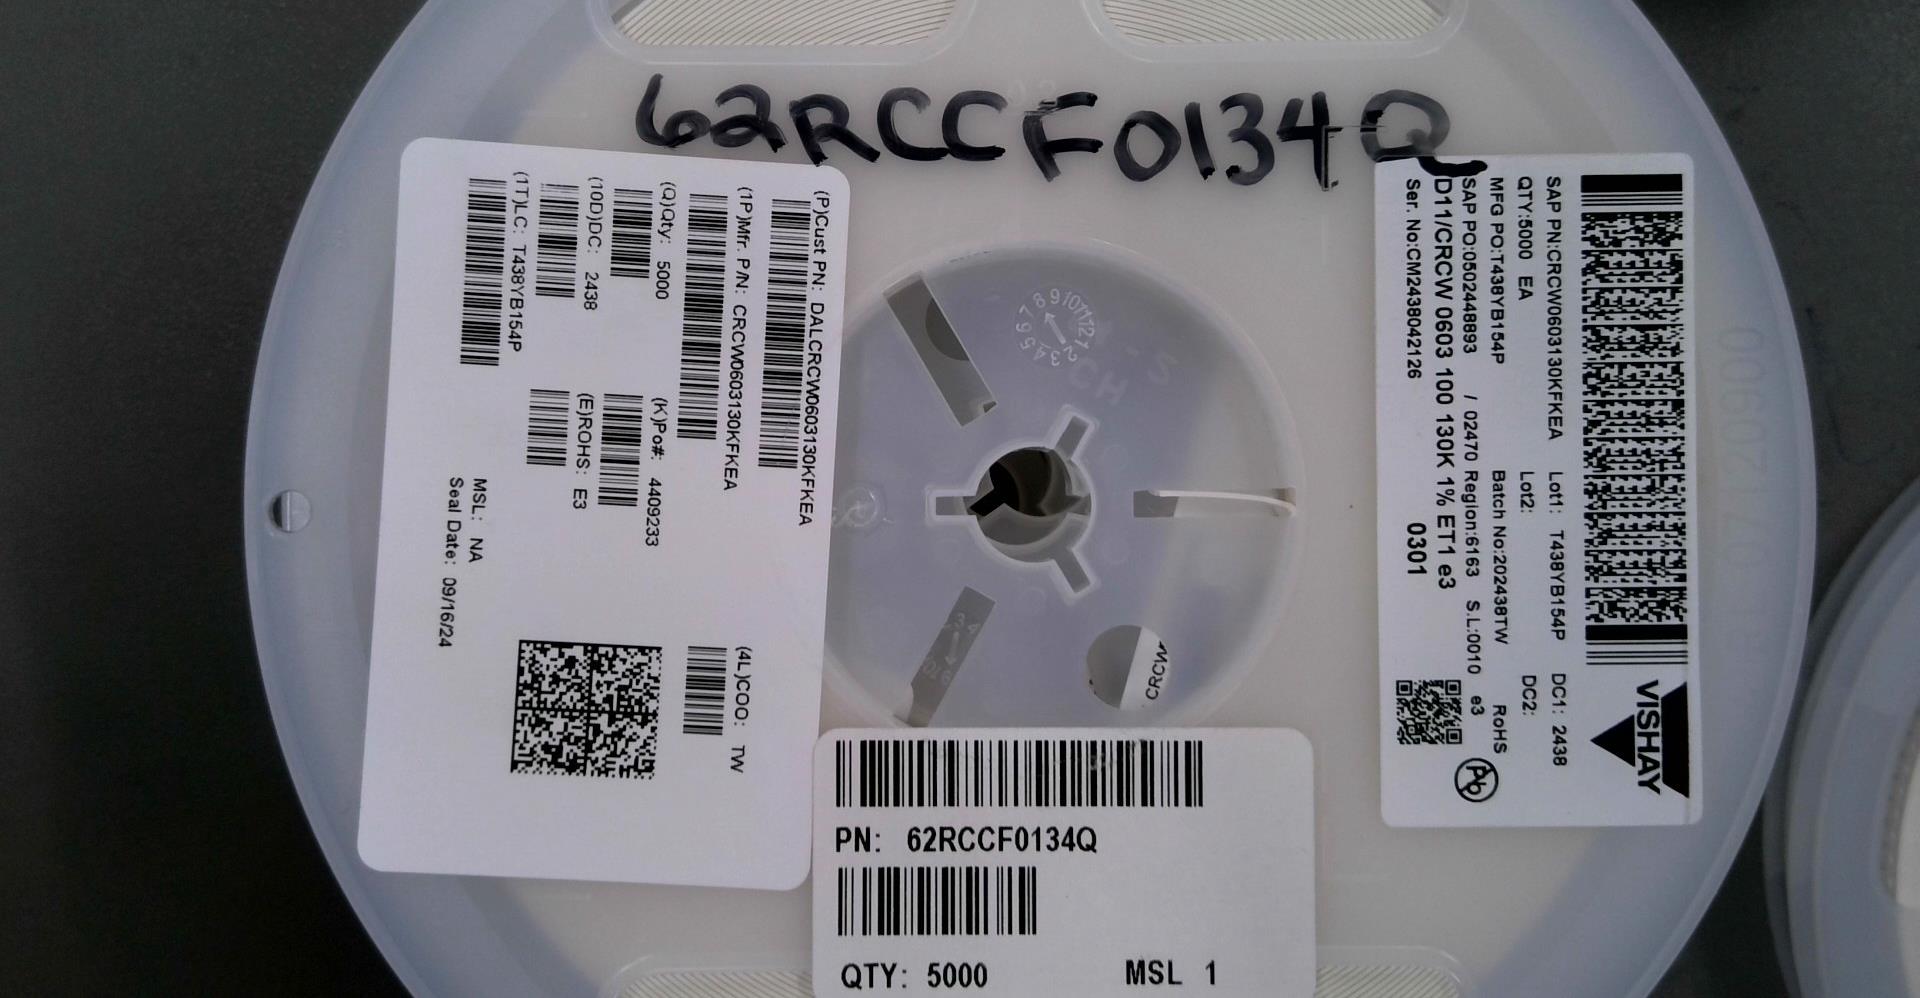 62RCCF0134Q
(P)Cust PN: DALCRCW0603130KFKEA
(1P)Mfr. P/N: CRCW0603130KFKEA
(4L)COO: TW
(Q)Qty: 5000
(K)Po#: 4409233
(10D)DC: 2438
(E)ROHS: E3
(1T)LC: T438YB154P
MSL: NA
Seal Date: 09/16/24
VISHAY
SAP PN:CRCW0603130KFKEA Lot1: T438YB154P DC1: 2438
QTY:5000 EA Lot2: DC2:
MFG PO:T438YB154P Batch No:202438TW RoHS
SAP PO:0502448893 / 02470 Region:6163 S.L:0010 e3
D11/CRCW 0603 100 130K 1% ET1 e3
Ser. No:CM2438042126 0301
Pb
CH
CRCW
PN: 62RCCF0134Q
QTY: 5000 MSL 1